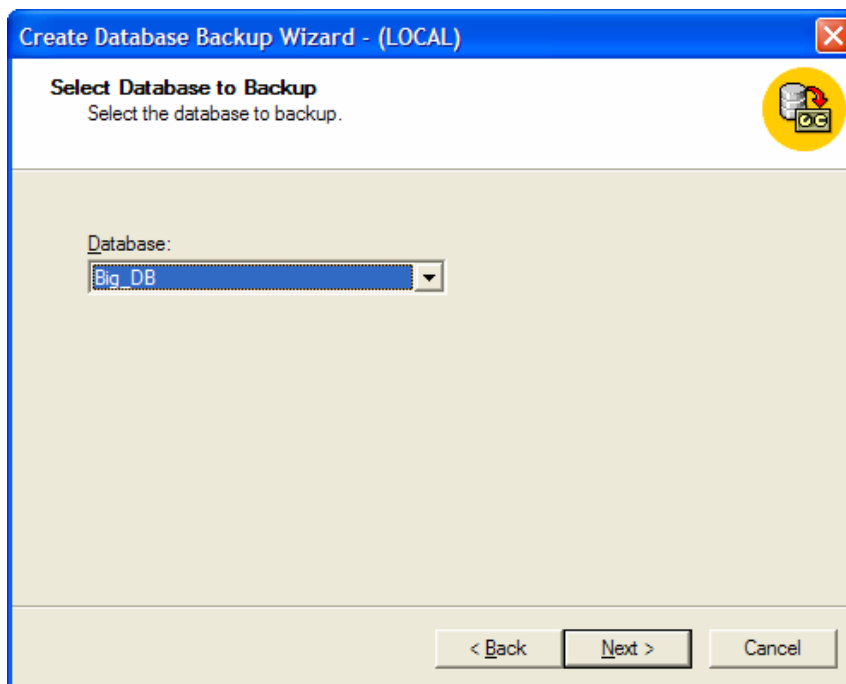 Create Database Backup Wizard - (LOCAL)
Select Database to Backup
Select the database to backup.
Database:
Big_DB
< Back
Next >
Cancel